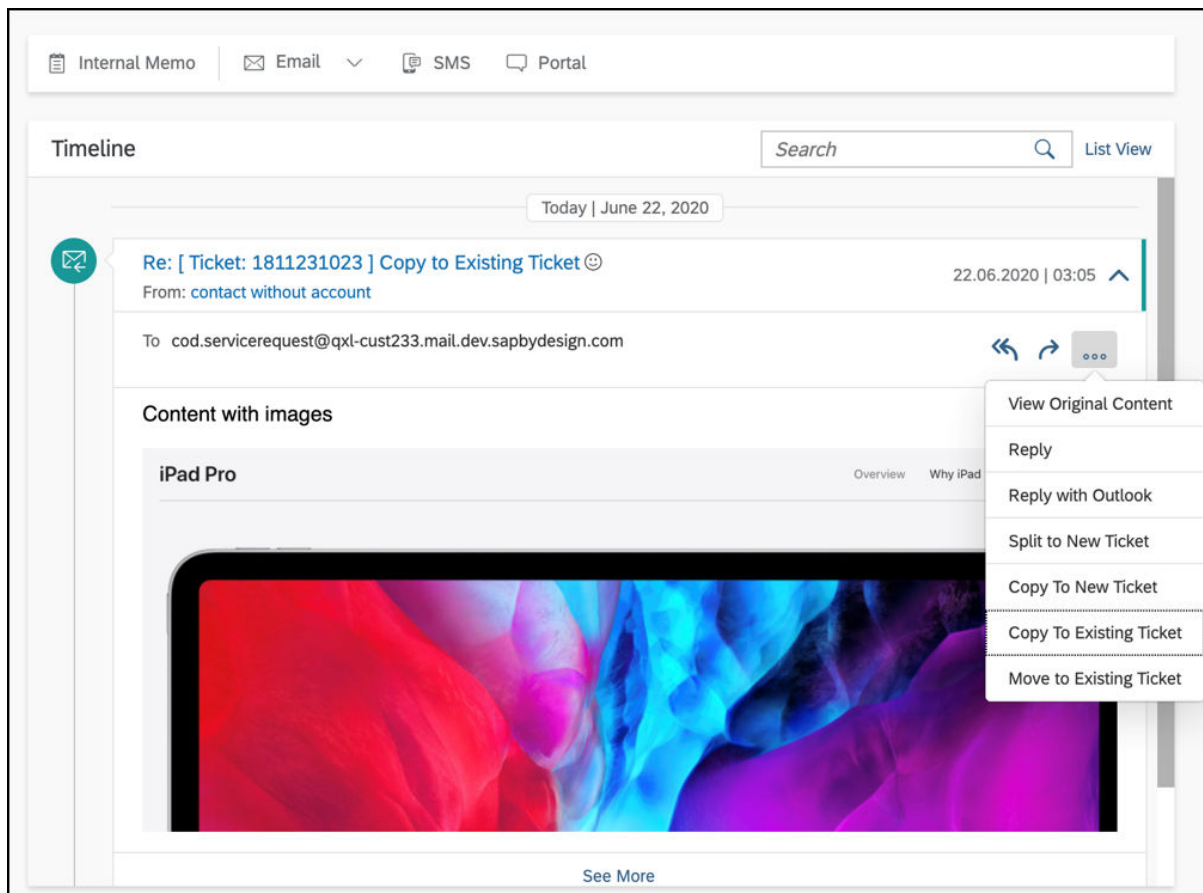 Internal Memo Email SMS Portal
Timeline Search List View
Today | June 22, 2020
Re: [ Ticket: 1811231023 ] Copy to Existing Ticket
22.06.2020 | 03:05
From: contact without account
To cod.servicerequest@qxl-cust233.mail.dev.sapbydesign.com
Content with images
iPad Pro Overview Why iPad
View Original Content
Reply
Reply with Outlook
Split to New Ticket
Copy To New Ticket
Copy To Existing Ticket
Move to Existing Ticket
See More